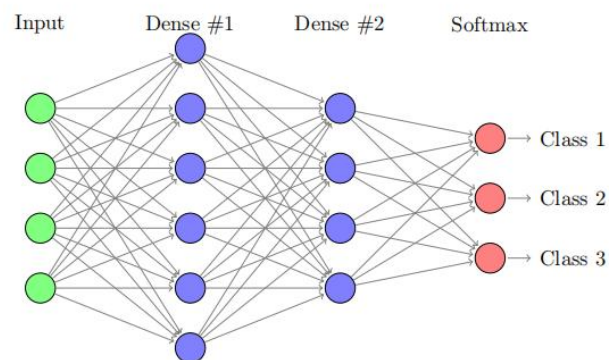 Input Dense #1 Dense #2 Softmax
Class 1
Class 2
Class 3